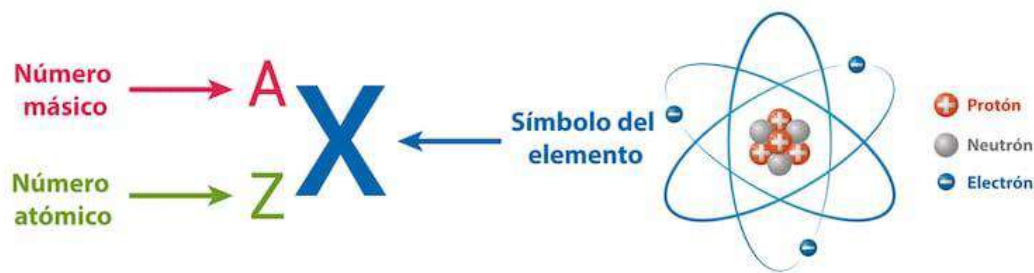 Número
másico
A
X
Z
Número
atómico
Símbolo del
elemento
Protón
Neutrón
Electrón